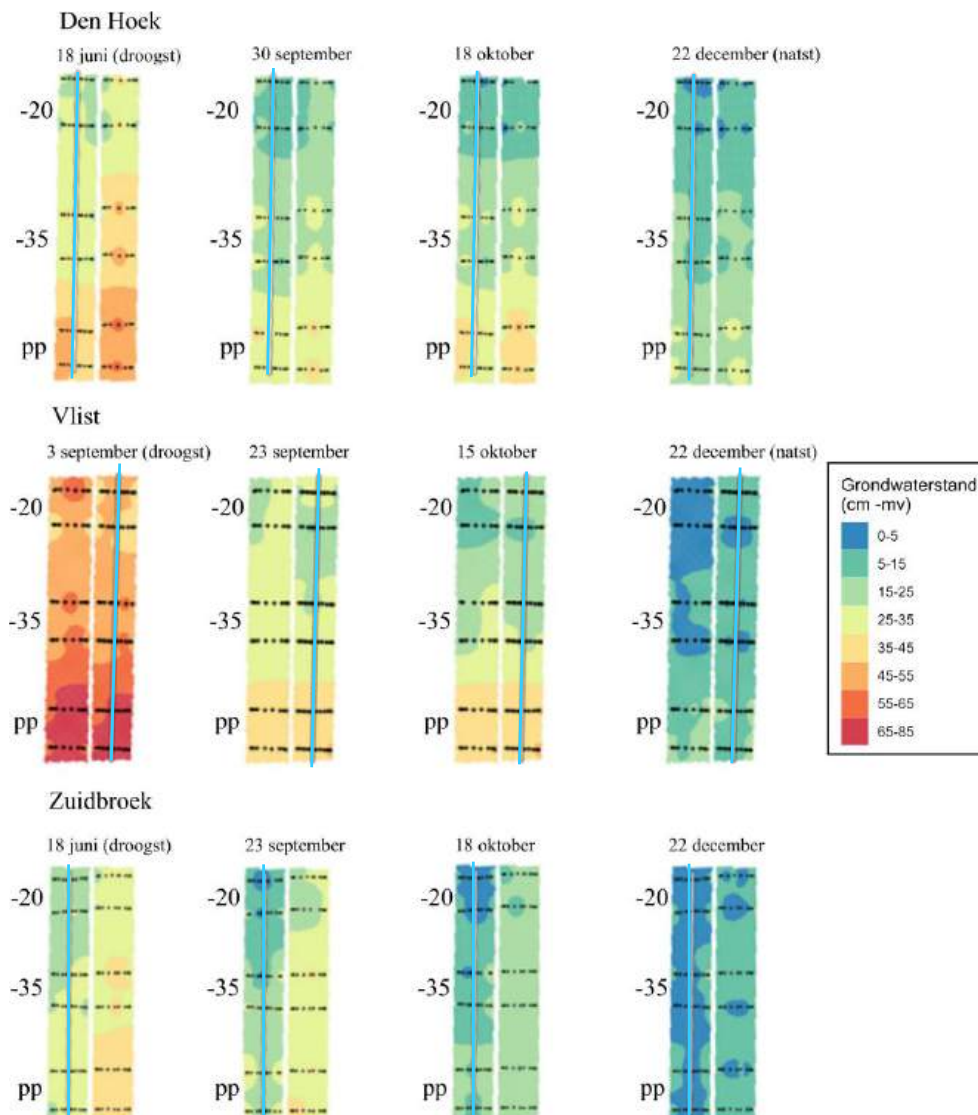 Den Hoek
18 juni (droogst) 30 september 18 oktober 22 december (natst)
-20 -20 -20 -20
-35 -35 -35 -35
pp pp pp pp
Vlist
3 september (droogst) 23 september 15 oktober 22 december (natst)
-20 -20 -20 -20
-35 -35 -35 -35
pp pp pp pp
Grondwaterstand
(cm -mv)
0-5
5-15
15-25
25-35
35-45
45-55
55-65
65-85
Zuidbroek
18 juni (droogst) 23 september 18 oktober 22 december
-20 -20 -20 -20
-35 -35 -35 -35
pp pp pp pp